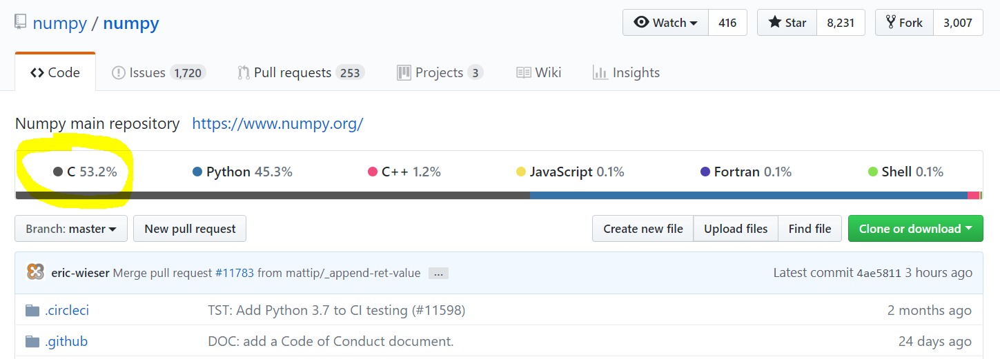 numpy / numpy Watch 416 Star 8,231 Fork 3,007
Code Issues 1,720 Pull requests 253 Projects 3 Wiki Insights
Numpy main repository https://www.numpy.org/
C 53.2% Python 45.3% C++ 1.2% JavaScript 0.1% Fortran 0.1% Shell 0.1%
Branch: master New pull request Create new file Upload files Find file Clone or download
eric-wieser Merge pull request #11783 from mattip/_append-ret-value ... Latest commit 4ae5811 3 hours ago
.circleci TST: Add Python 3.7 to CI testing (#11598) 2 months ago
.github DOC: add a Code of Conduct document. 24 days ago